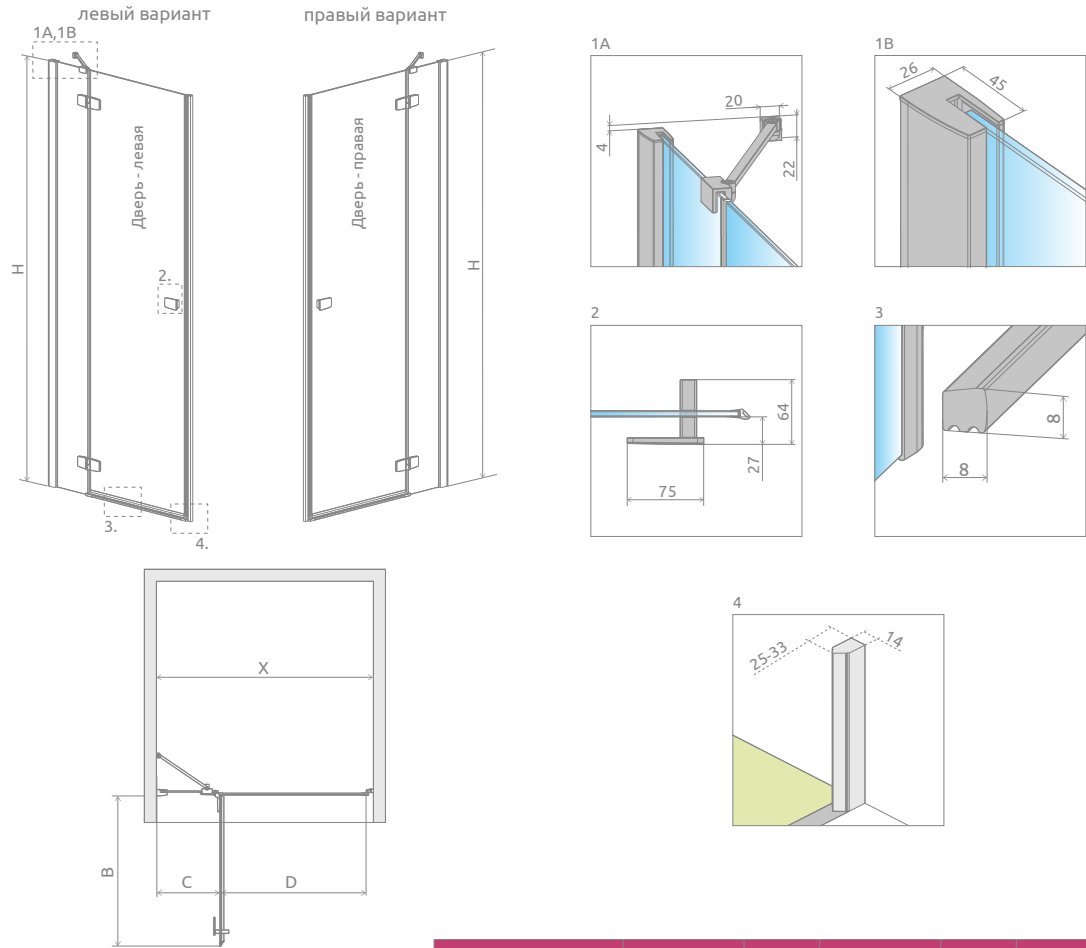 левый вариант
правый вариант
1A,1B
Дверь - левая
Дверь - правая
H
H
2.
3.
4.
1A
20
4
22
1B
26
45
2
64
27
75
3
8
8
X
B
C
D
4
25-33
14